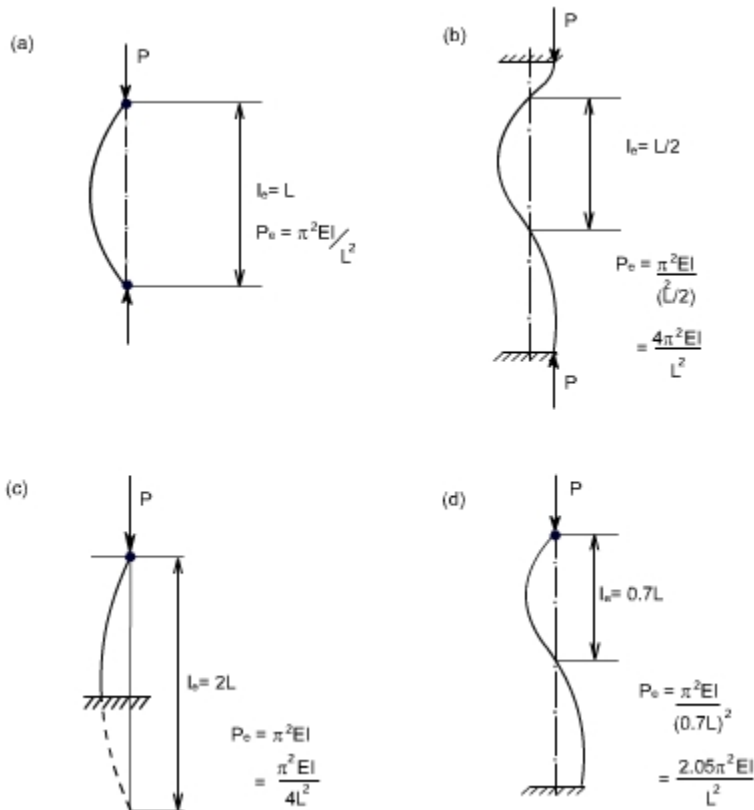 (a)
P
lₑ= L
Pₑ = π²EI/L²
(b)
P
lₑ= L/2
Pₑ = π²EI
(L/2)²
= 4π²EI
L²
P
(c)
P
lₑ= 2L
Pₑ = π²EI
= π²EI
4L²
(d)
P
lₑ= 0.7L
Pₑ = π²EI
(0.7L)²
= 2.05π²EI
L²